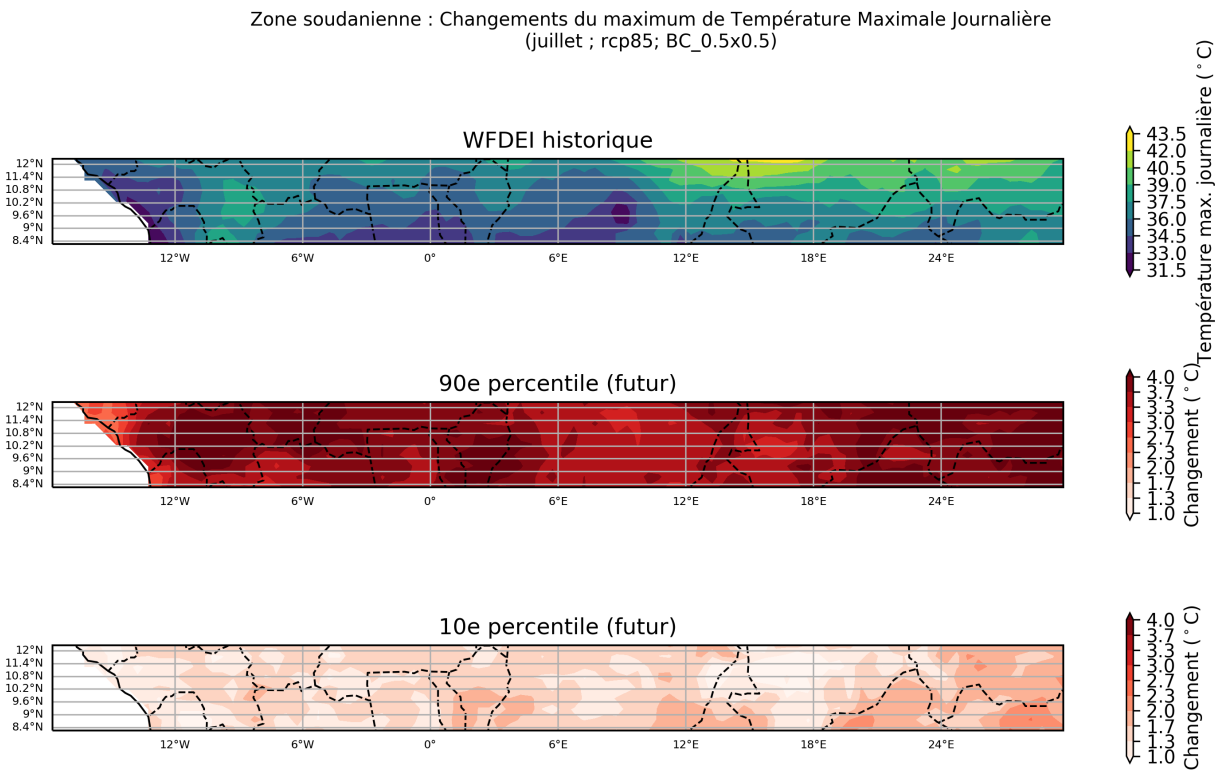 Zone soudanienne : Changements du maximum de Température Maximale Journalière
(juillet ; rcp85; BC_0.5x0.5)
WFDEI historique
12°N
11.4°N
10.8°N
10.2°N
9.6°N
9°N
8.4°N
12°W
6°W
0°
6°E
12°E
18°E
24°E
43.5
42.0
40.5
39.0
37.5
36.0
34.5
33.0
31.5
Température max. journalière (°C)
90e percentile (futur)
12°N
11.4°N
10.8°N
10.2°N
9.6°N
9°N
8.4°N
12°W
6°W
0°
6°E
12°E
18°E
24°E
4.0
3.7
3.3
3.0
2.7
2.3
2.0
1.7
1.3
1.0
Changement (°C)
10e percentile (futur)
12°N
11.4°N
10.8°N
10.2°N
9.6°N
9°N
8.4°N
12°W
6°W
0°
6°E
12°E
18°E
24°E
4.0
3.7
3.3
3.0
2.7
2.3
2.0
1.7
1.3
1.0
Changement (°C)